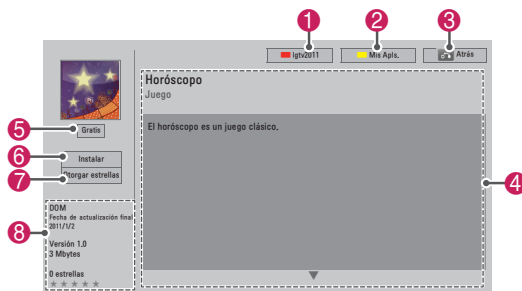 1
2
3
lgtv2011
Mis Apls.
Atrás
Horóscopo
Juego
El horóscopo es un juego clásico.
4
5
Gratis
6
Instalar
7
Otorgar estrellas
8
DOM
Fecha de actualización final
2011/1/2
Versión 1.0
3 Mbytes
0 estrellas